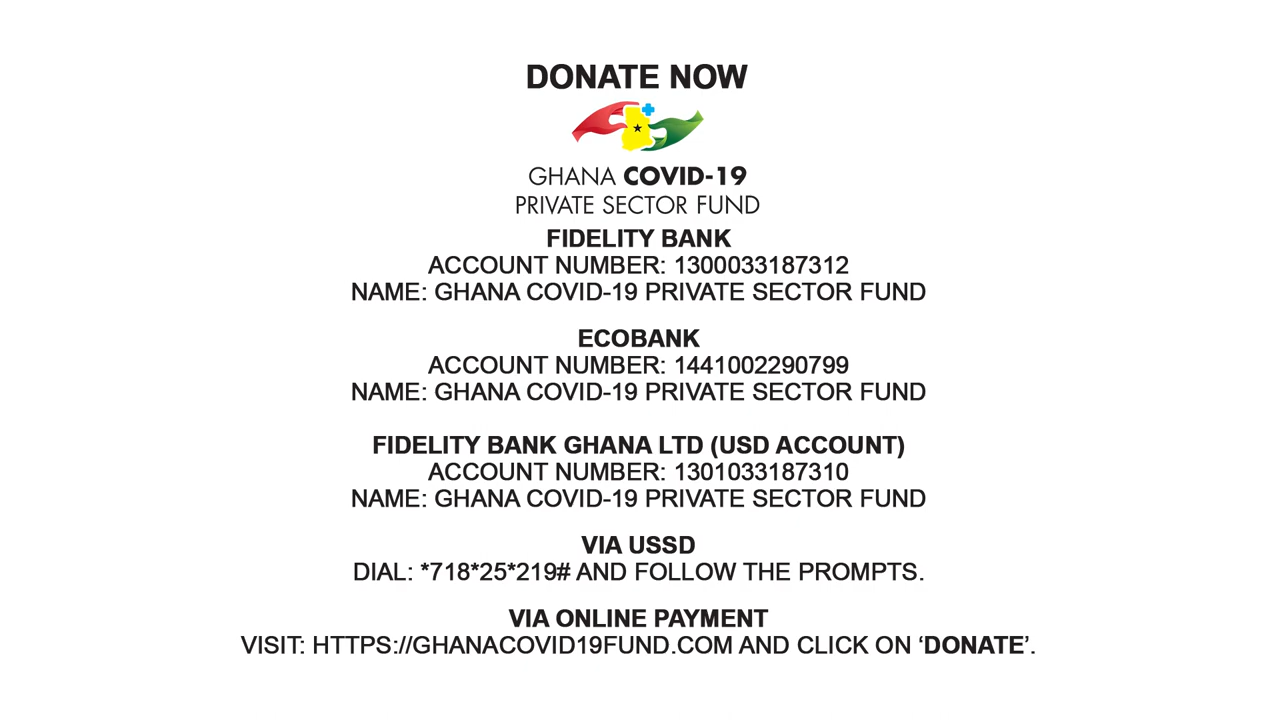 DONATE NOW
GHANA COVID-19
PRIVATE SECTOR FUND
FIDELITY BANK
ACCOUNT NUMBER: 1300033187312
NAME: GHANA COVID-19 PRIVATE SECTOR FUND
ECOBANK
ACCOUNT NUMBER: 1441002290799
NAME: GHANA COVID-19 PRIVATE SECTOR FUND
FIDELITY BANK GHANA LTD (USD ACCOUNT)
ACCOUNT NUMBER: 1301033187310
NAME: GHANA COVID-19 PRIVATE SECTOR FUND
VIA USSD
DIAL: *718*25*219# AND FOLLOW THE PROMPTS.
VIA ONLINE PAYMENT
VISIT: HTTPS://GHANACOVID19FUND.COM AND CLICK ON ‘DONATE’.